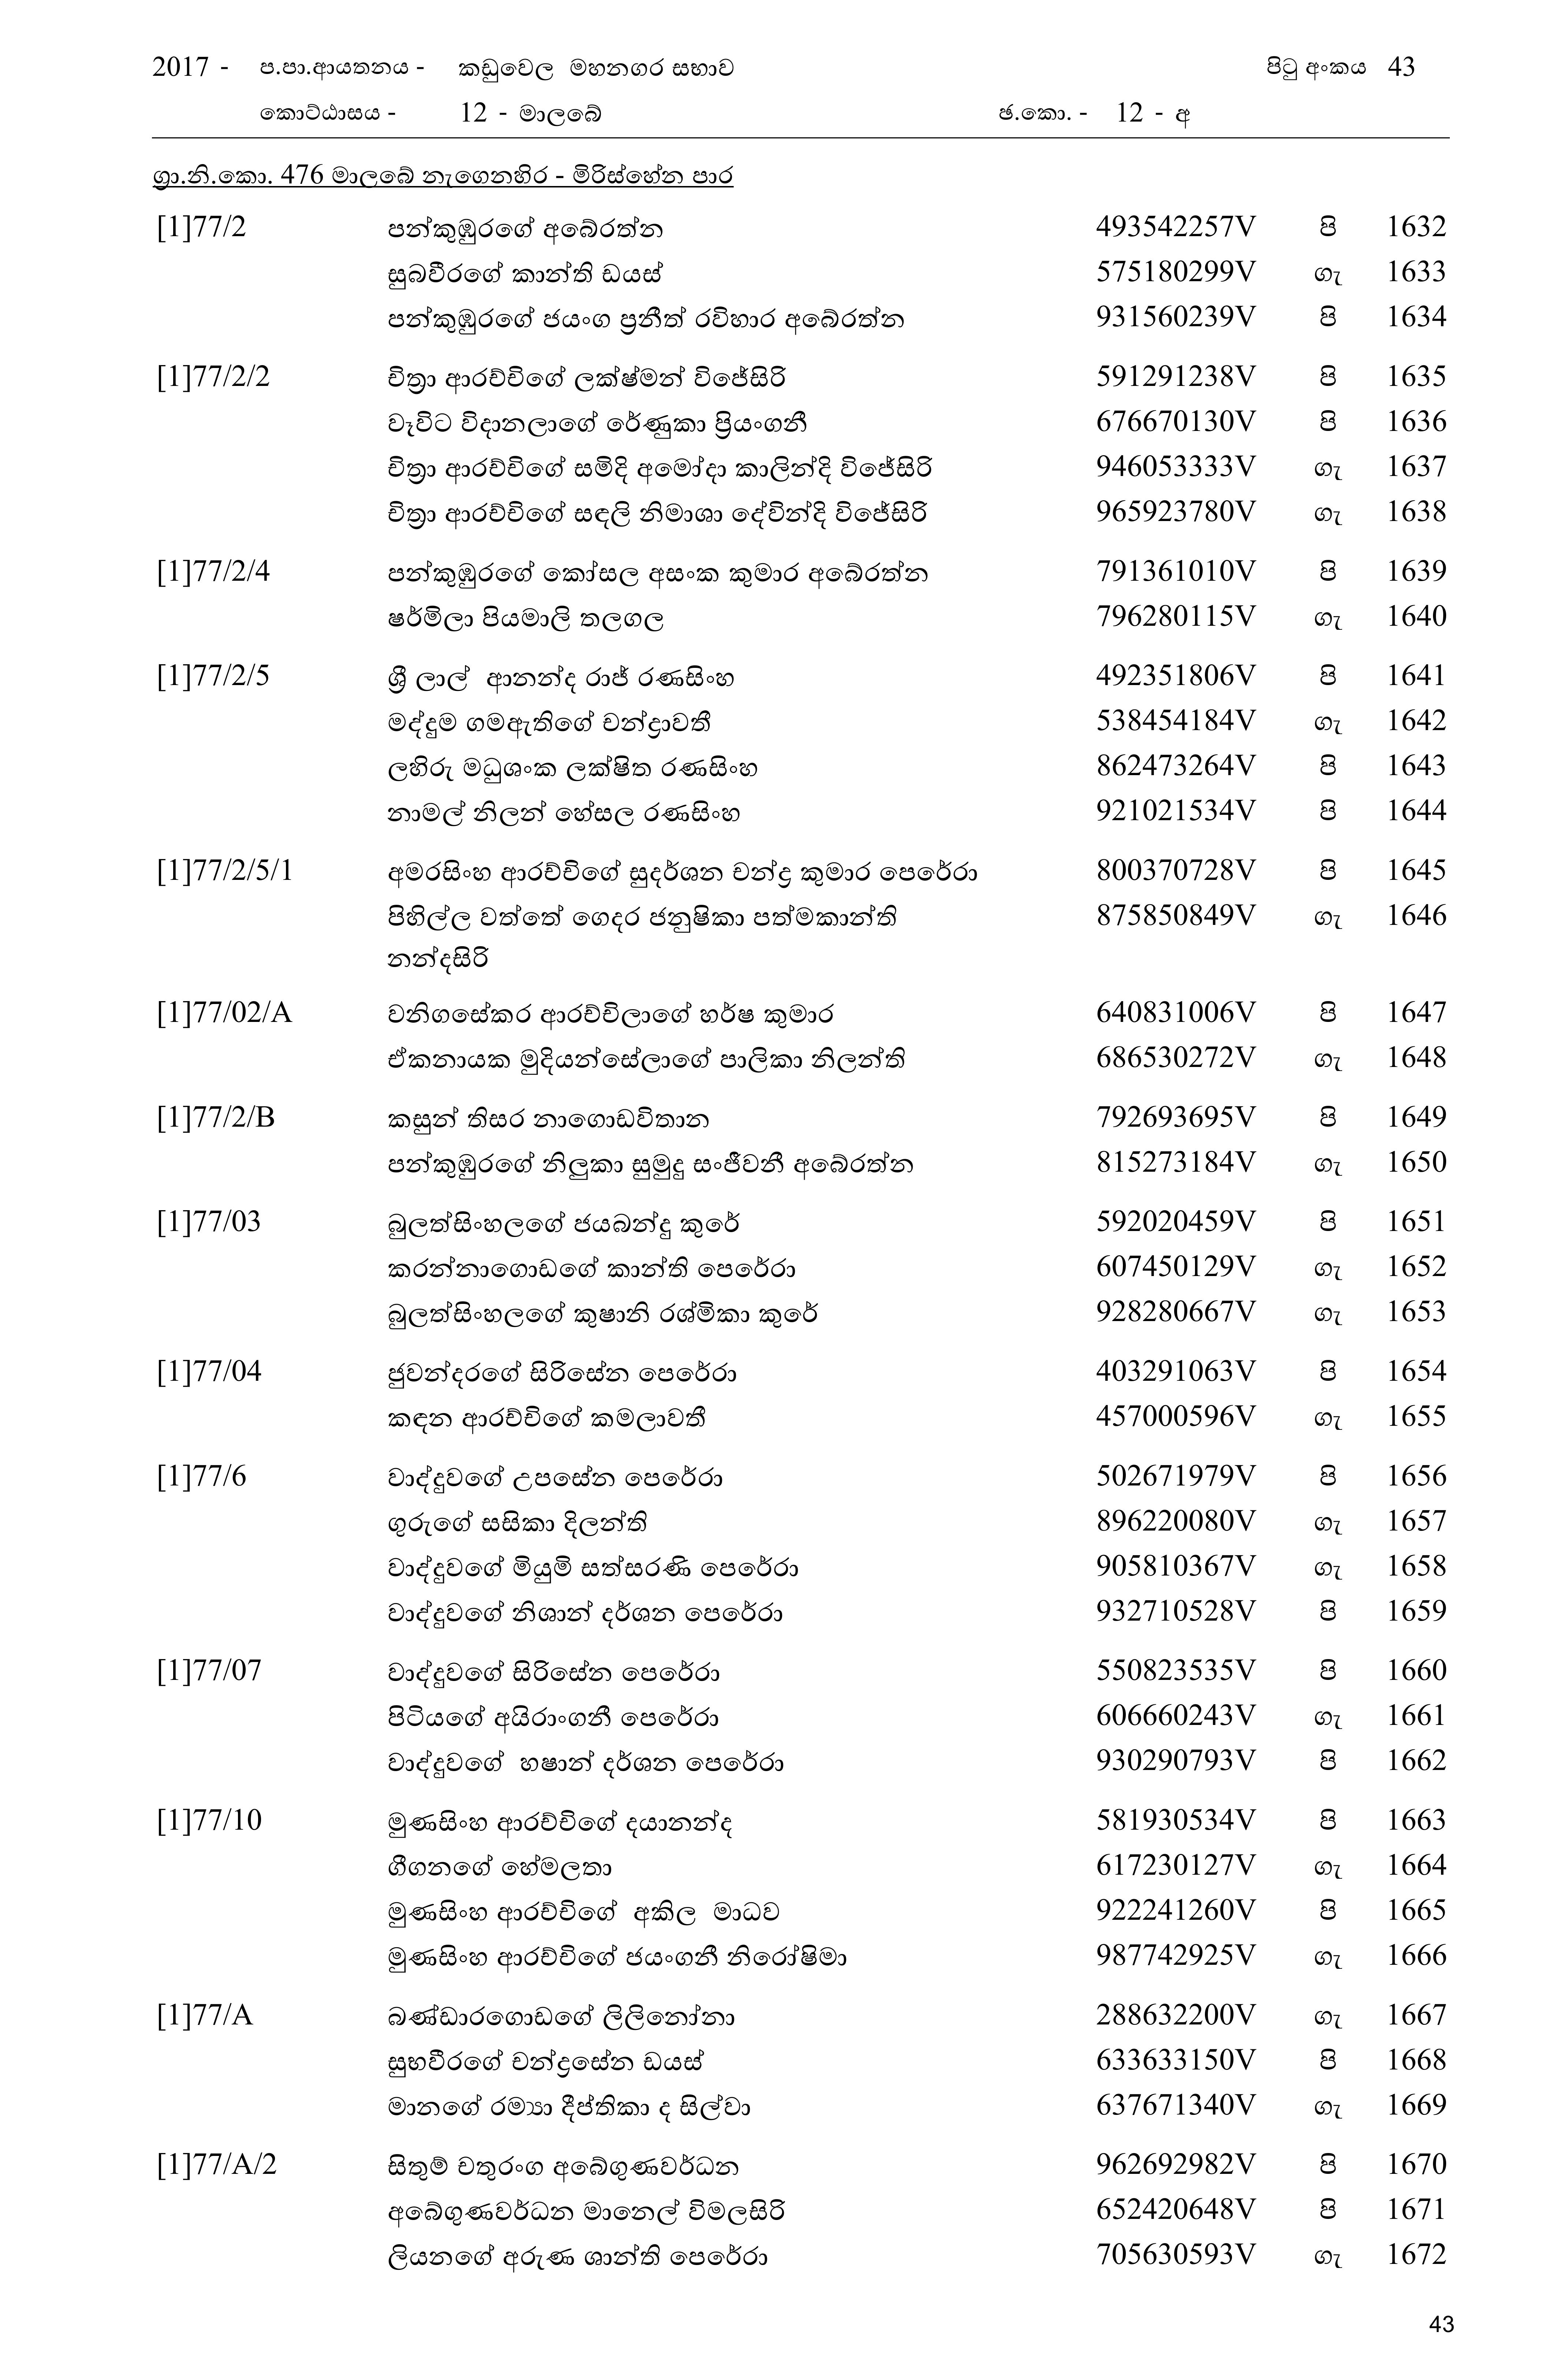 2017 - ප.පා.ආයතනය - කඩුවෙල මහනගර සභාව පිටු අංකය 43
කොට්ඨාසය - 12 - මාලබේ ඡ.කො. - 12 - අ
ග්‍රා.නි.කො. 476 මාලබේ නැගෙනහිර - මිරිස්හේන පාර
[1]77/2 පන්කුඹුරගේ අබේරත්න 493542257V පි 1632
සුබවීරගේ කාන්ති ඩයස් 575180299V ගැ 1633
පන්කුඹුරගේ ජයංග ප්‍රනීත් රවිහාර අබේරත්න 931560239V පි 1634
[1]77/2/2 චිත්‍රා ආරච්චිගේ ලක්ෂ්මන් විජේසිරි 591291238V පි 1635
වෑවිට විදානලාගේ රේණුකා ප්‍රියංගනී 676670130V පි 1636
චිත්‍රා ආරච්චිගේ සමිදි අමෝදා කාලින්දි විජේසිරි 946053333V ගැ 1637
චිත්‍රා ආරච්චිගේ සඳලි නිමාශා දේවින්දි විජේසිරි 965923780V ගැ 1638
[1]77/2/4 පන්කුඹුරගේ කෝසල අසංක කුමාර අබේරත්න 791361010V පි 1639
ෂර්මිලා පියමාලි තලගල 796280115V ගැ 1640
[1]77/2/5 ශ්‍රී ලාල් ආනන්ද රාජ් රණසිංහ 492351806V පි 1641
මද්දුම ගමඇතිගේ චන්ද්‍රාවතී 538454184V ගැ 1642
ලහිරු මධුශංක ලක්ෂිත රණසිංහ 862473264V පි 1643
නාමල් නිලන් හේසල රණසිංහ 921021534V පි 1644
[1]77/2/5/1 අමරසිංහ ආරච්චිගේ සුදර්ශන චන්ද්‍ර කුමාර පෙරේරා 800370728V පි 1645
පිහිල්ල වත්තේ ගෙදර ජනුෂිකා පත්මකාන්ති 875850849V ගැ 1646
නන්දසිරි
[1]77/02/A වනිගසේකර ආරච්චිලාගේ හර්ෂ කුමාර 640831006V පි 1647
ඒකනායක මුදියන්සේලාගේ පාලිකා නිලන්ති 686530272V ගැ 1648
[1]77/2/B කසුන් තිසර නාගොඩවිතාන 792693695V පි 1649
පන්කුඹුරගේ නිලුකා සුමුදු සංජීවනී අබේරත්න 815273184V ගැ 1650
[1]77/03 බුලත්සිංහලගේ ජයබන්දු කුරේ 592020459V පි 1651
කරන්නාගොඩගේ කාන්ති පෙරේරා 607450129V ගැ 1652
බුලත්සිංහලගේ කුෂානි රශ්මිකා කුරේ 928280667V ගැ 1653
[1]77/04 ජුවන්දරගේ සිරිසේන පෙරේරා 403291063V පි 1654
කඳන ආරච්චිගේ කමලාවතී 457000596V ගැ 1655
[1]77/6 වාද්දුවගේ උපසේන පෙරේරා 502671979V පි 1656
ගුරුගේ සසිකා දිලන්ති 896220080V ගැ 1657
වාද්දුවගේ මියුමි සත්සරණි පෙරේරා 905810367V ගැ 1658
වාද්දුවගේ නිශාන් දර්ශන පෙරේරා 932710528V පි 1659
[1]77/07 වාද්දුවගේ සිරිසේන පෙරේරා 550823535V පි 1660
පිටියගේ අයිරාංගනී පෙරේරා 606660243V ගැ 1661
වාද්දුවගේ හෂාන් දර්ශන පෙරේරා 930290793V පි 1662
[1]77/10 මුණසිංහ ආරච්චිගේ දයානන්ද 581930534V පි 1663
ගීගනගේ හේමලතා 617230127V ගැ 1664
මුණසිංහ ආරච්චිගේ අකිල මාධව 922241260V පි 1665
මුණසිංහ ආරච්චිගේ ජයංගනී නිරෝෂිමා 987742925V ගැ 1666
[1]77/A බණ්ඩාරගොඩගේ ලිලිනෝනා 288632200V ගැ 1667
සුභවීරගේ චන්ද්‍රසේන ඩයස් 633633150V පි 1668
මානගේ රම්‍යා දීප්තිකා ද සිල්වා 637671340V ගැ 1669
[1]77/A/2 සිතුම් චතුරංග අබේගුණවර්ධන 962692982V පි 1670
අබේගුණවර්ධන මානෙල් විමලසිරි 652420648V පි 1671
ලියනගේ අරුණ ශාන්ති පෙරේරා 705630593V ගැ 1672
43